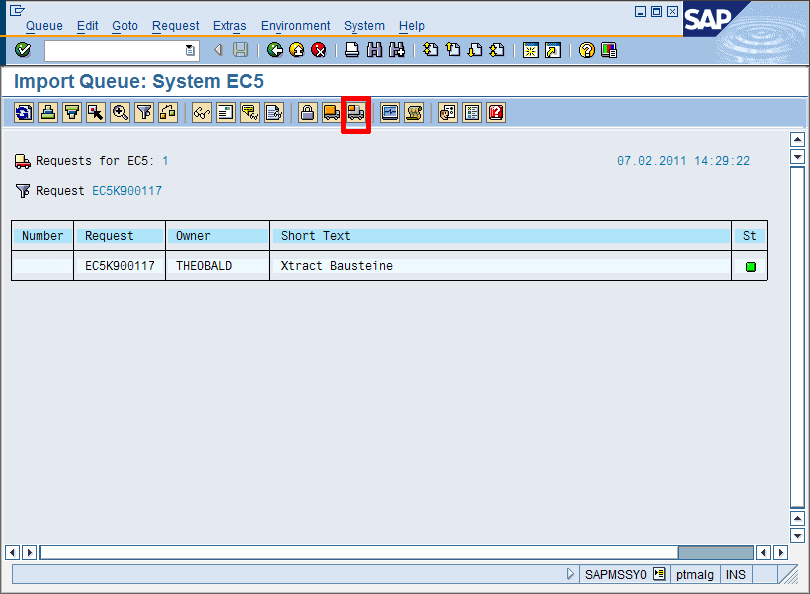 Queue Edit Goto Request Extras Environment System Help
SAP
Import Queue: System EC5
Requests for EC5: 1 07.02.2011 14:29:22
Request EC5K900117
Number Request Owner Short Text St
EC5K900117 THEOBALD Xtract Bausteine
SAPMSSY0 ptmalg INS